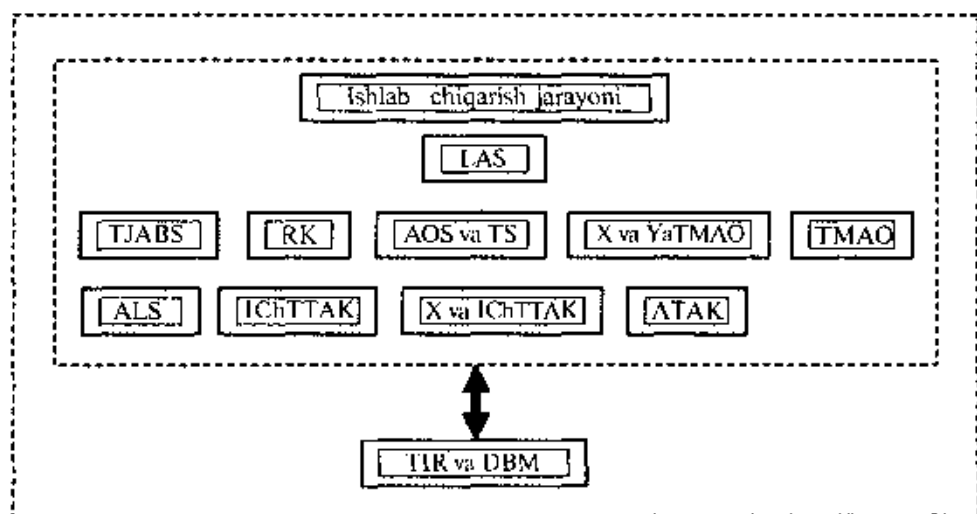 Ishlab chiqarish jarayoni
LAS
TJABS RK AOS va TS X va YaTMAO TMAO
ALS IChTTAK X va IChTTAK ATAK
TIR va DBM